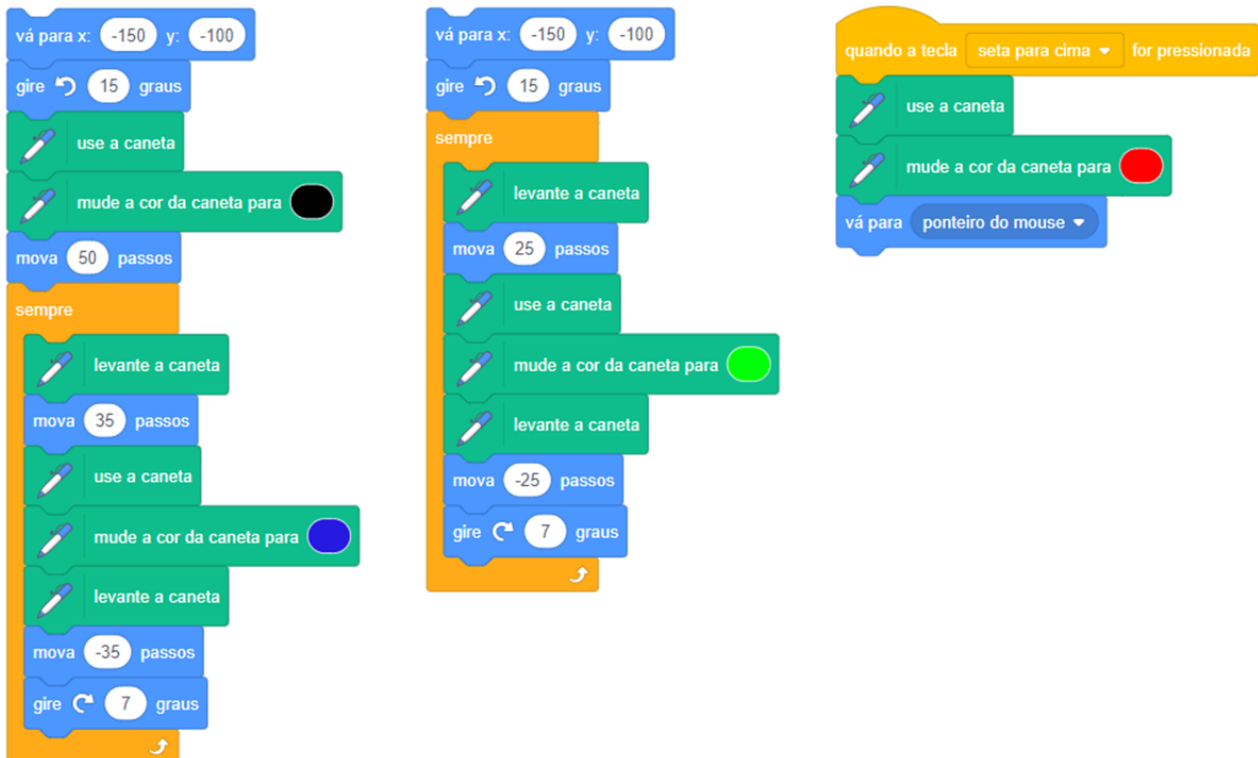 vá para x: -150 y: -100
gire 15 graus
use a caneta
mude a cor da caneta para
mova 50 passos
sempre
levante a caneta
mova 35 passos
use a caneta
mude a cor da caneta para
levante a caneta
mova -35 passos
gire 7 graus
vá para x: -150 y: -100
gire 15 graus
sempre
levante a caneta
mova 25 passos
use a caneta
mude a cor da caneta para
levante a caneta
mova -25 passos
gire 7 graus
quando a tecla seta para cima for pressionada
use a caneta
mude a cor da caneta para
vá para ponteiro do mouse